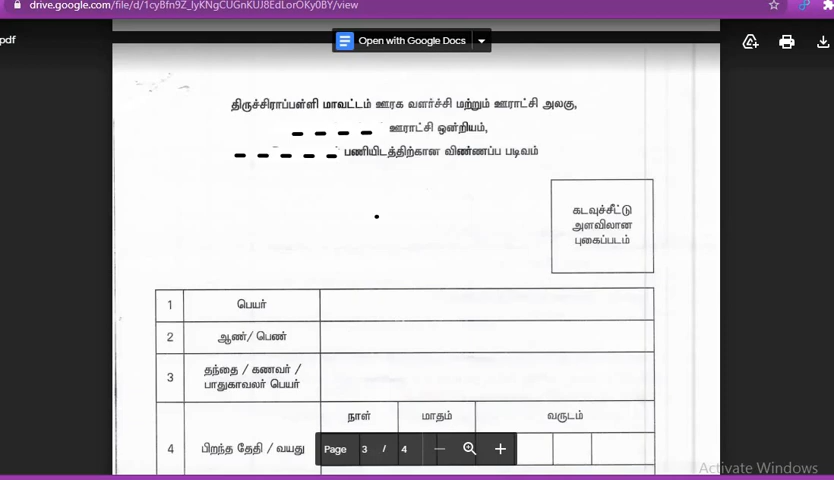 drive.google.com/file/d/1cyBfn9Z_lyKNgCUGnKUJ8EdLorOKy0BY/view
pdf
Open with Google Docs
திருச்சிராப்பள்ளி மாவட்டம் ஊரக வளர்ச்சி மற்றும் ஊராட்சி அலகு,
ஊராட்சி ஒன்றியம்,
பணியிடத்திற்கான விண்ணப்ப படிவம்
கடவுச்சீட்டு
அளவிலான
புகைப்படம்
1 பெயர்
2 ஆண்/ பெண்
3 தந்தை / கணவர் /
பாதுகாவலர் பெயர்
நாள் மாதம் வருடம்
4 பிறந்த தேதி / வயது
Page 3 / 4
Activate Windows